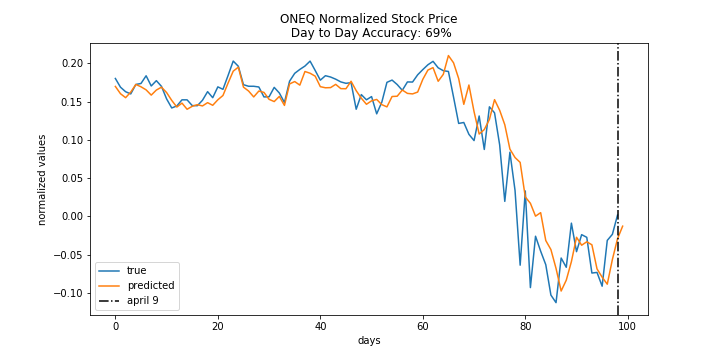 ONEQ Normalized Stock Price
Day to Day Accuracy: 69%
normalized values
0.20
0.15
0.10
0.05
0.00
−0.05
−0.10
true
predicted
april 9
0
20
40
60
80
100
days